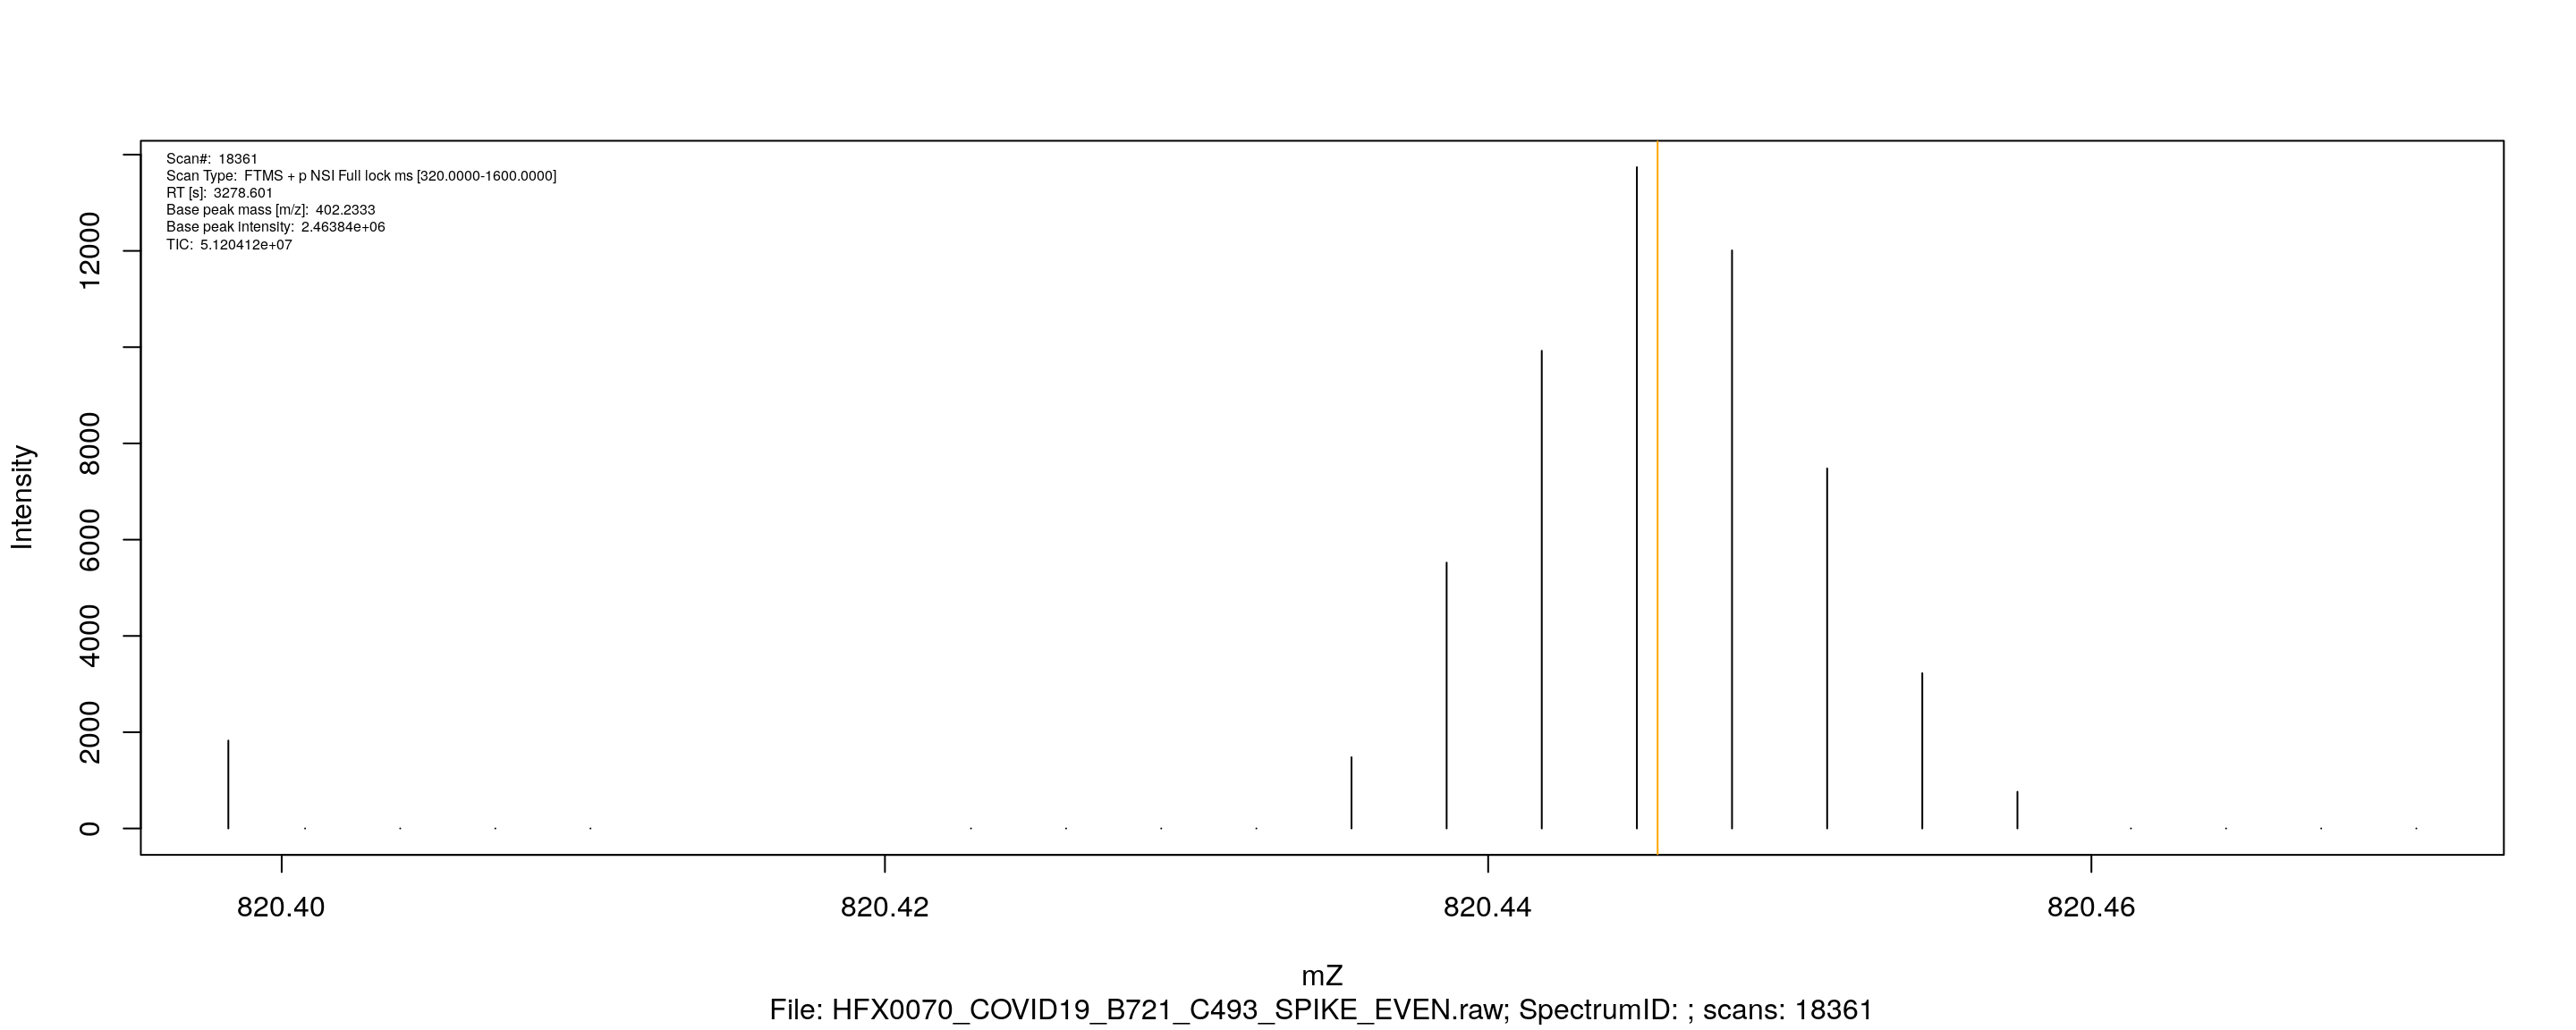 Scan#: 18361
Scan Type: FTMS + p NSI Full lock ms [320.0000-1600.0000]
RT [s]: 3278.601
Base peak mass [m/z]: 402.2333
Base peak intensity: 2.46384e+06
TIC: 5.120412e+07
12000
8000
6000
4000
2000
0
Intensity
820.40 820.42 820.44 820.46
mZ
File: HFX0070_COVID19_B721_C493_SPIKE_EVEN.raw; SpectrumID: ; scans: 18361